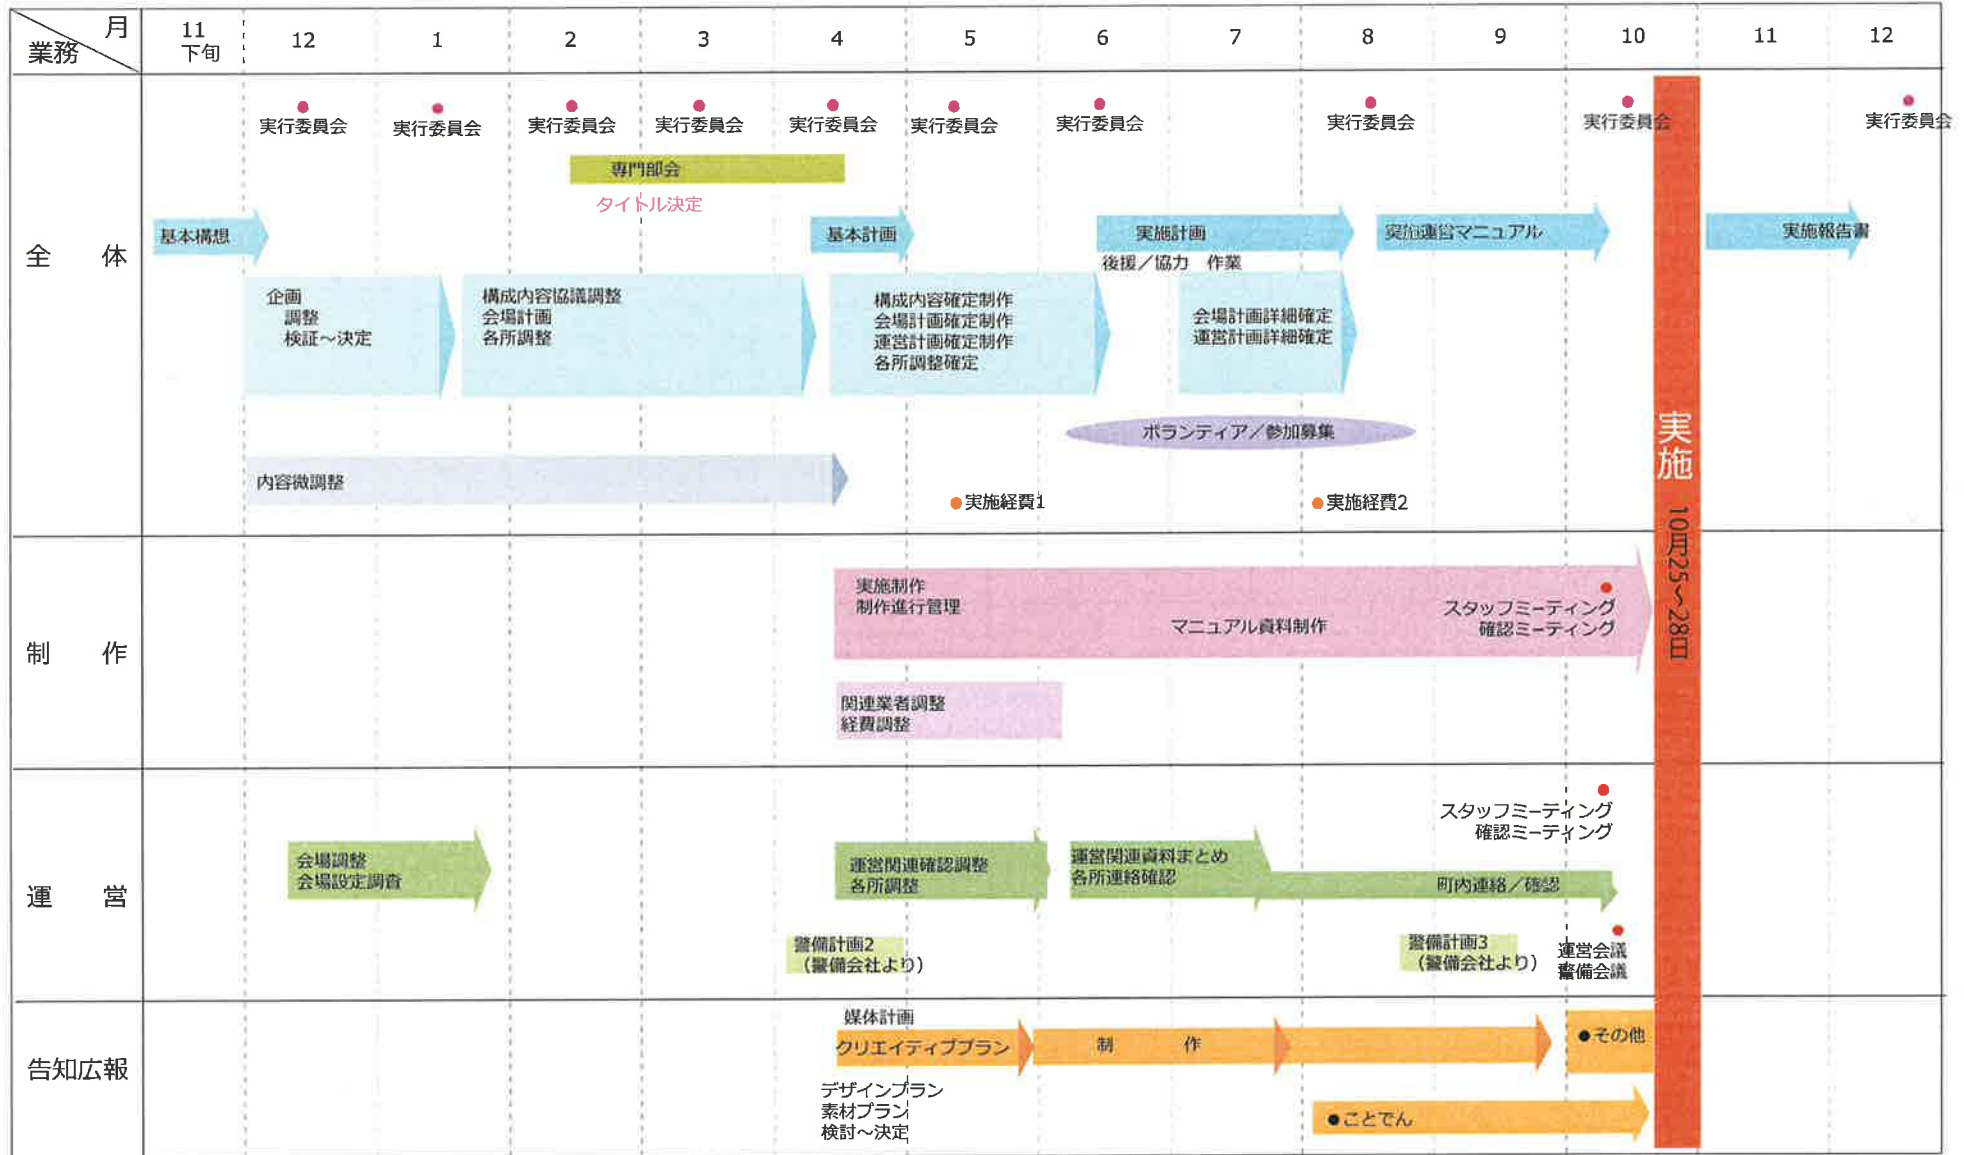 月
業務
11
下旬
12
1
2
3
4
5
6
7
8
9
10
11
12
全　体
実行委員会
実行委員会
実行委員会
実行委員会
実行委員会
実行委員会
実行委員会
実行委員会
実行委員会
実行委員会
専門部会
タイトル決定
基本構想
基本計画
実施計画
実施運営マニュアル
実施報告書
後援／協力　作業
企画
調整
検証～決定
構成内容協議調整
会場計画
各所調整
構成内容確定制作
会場計画確定制作
運営計画確定制作
各所調整確定
会場計画詳細確定
運営計画詳細確定
ボランティア／参加募集
内容微調整
●実施経費1
●実施経費2
実施　10月25～28日
制　作
実施制作
制作進行管理
マニュアル資料制作
スタッフミーティング
確認ミーティング
関連業者調整
経費調整
運　営
スタッフミーティング
確認ミーティング
会場調整
会場設定調査
運営関連確認調整
各所調整
運営関連資料まとめ
各所連絡確認
町内連絡／確認
警備計画2
（警備会社より）
警備計画3
（警備会社より）
運営会議
警備会議
告知広報
媒体計画
クリエイティブプラン
制　作
●その他
デザインプラン
素材プラン
検討～決定
●ことでん